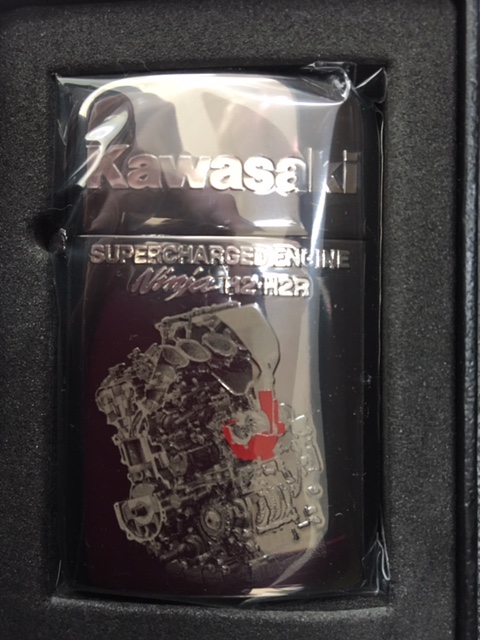 Kawasaki
SUPERCHARGED ENGINE
Ninja H2·H2R